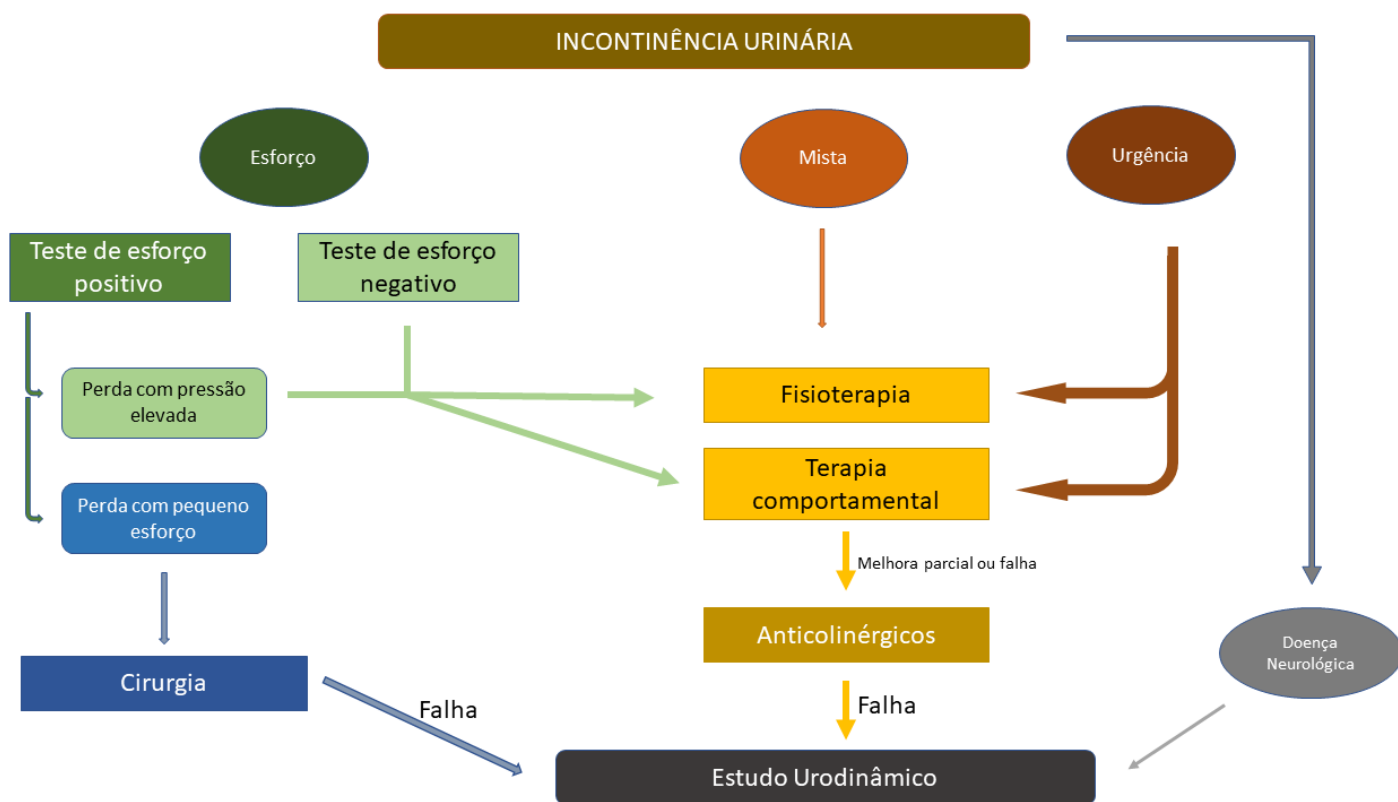 INCONTINÊNCIA URINÁRIA
Esforço
Mista
Urgência
Teste de esforço
positivo
Teste de esforço
negativo
Perda com pressão
elevada
Fisioterapia
Terapia
comportamental
Perda com pequeno
esforço
Melhora parcial ou falha
Anticolinérgicos
Doença
Neurológica
Cirurgia
Falha
Falha
Estudo Urodinâmico